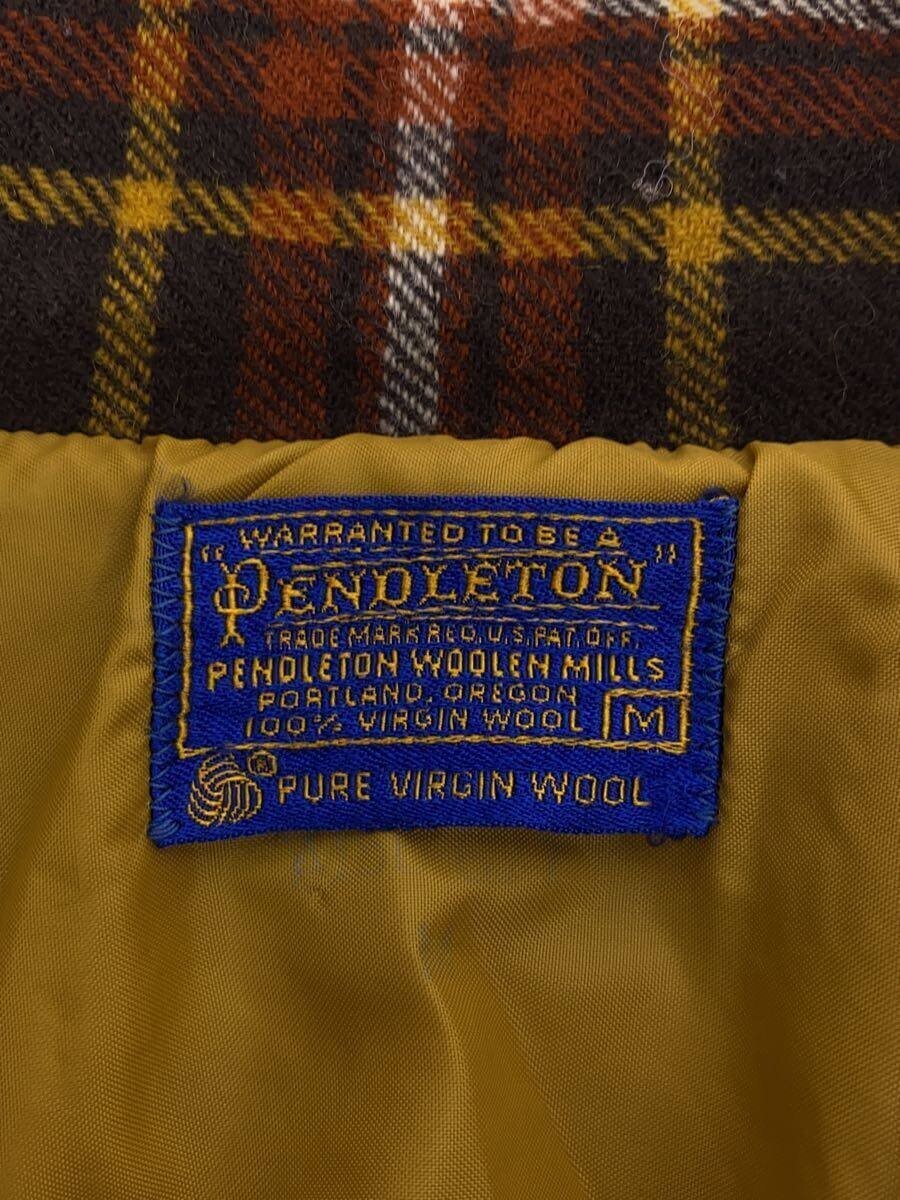 WARRANTED TO BE A
"PENDLETON"
TRADE MARK REG. U.S. PAT. OFF.
PENDLETON WOOLEN MILLS
PORTLAND, OREGON
100% VIRGIN WOOL M
® PURE VIRGIN WOOL